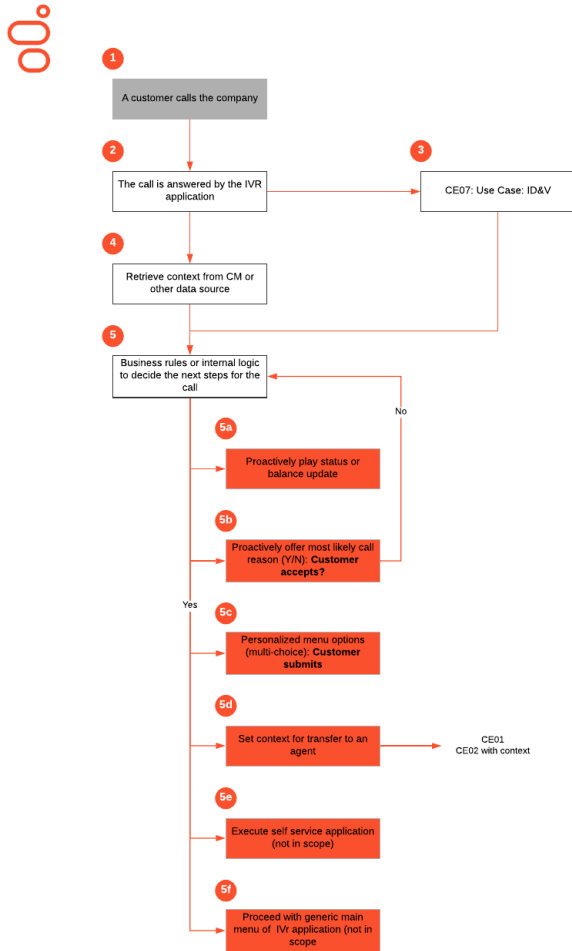 1
A customer calls the company
2
3
The call is answered by the IVR
application
CE07: Use Case: ID&V
4
Retrieve context from CM or
other data source
5
Business rules or internal logic
to decide the next steps for the
call
No
5a
Proactively play status or
balance update
5b
Proactively offer most likely call
reason (Y/N): Customer
accepts?
Yes
5c
Personalized menu options
(multi-choice): Customer
submits
5d
Set context for transfer to an
agent
CE01
CE02 with context
5e
Execute self service application
(not in scope)
5f
Proceed with generic main
menu of IVr application (not in
scope